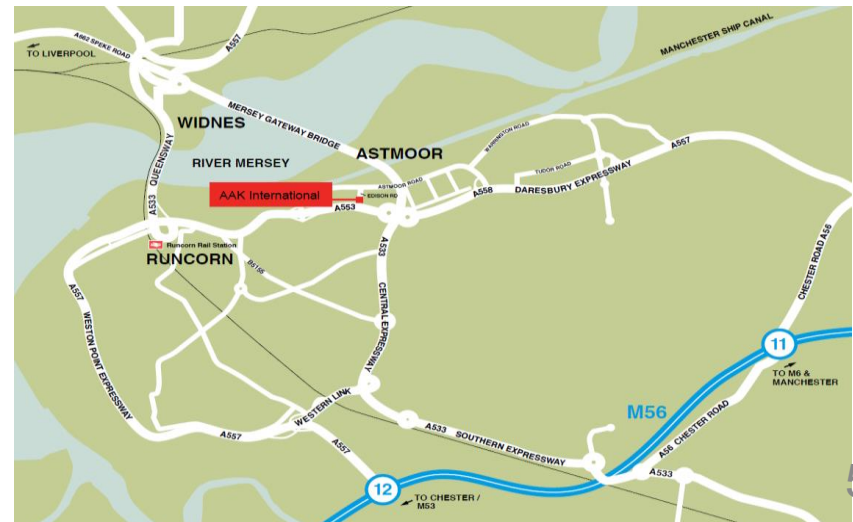 A562 SPEKE ROAD
TO LIVERPOOL
A557
MANCHESTER SHIP CANAL
WIDNES
MERSEY GATEWAY BRIDGE
ASTMOOR
WARRINGTON ROAD
A557
RIVER MERSEY
TUDOR ROAD
A533 QUEENSWAY
ASTMOOR ROAD
AAK International
EDISON RD
A558
DARESBURY EXPRESSWAY
A553
Runcorn Rail Station
RUNCORN
A533
CENTRAL EXPRESSWAY
CHESTER ROAD A56
A557
WESTON POINT EXPRESSWAY
11
TO M6 &
MANCHESTER
M56
WESTERN LINK
A557
A533
SOUTHERN EXPRESSWAY
A56 CHESTER ROAD
A557
A533
12
TO CHESTER /
M53
5